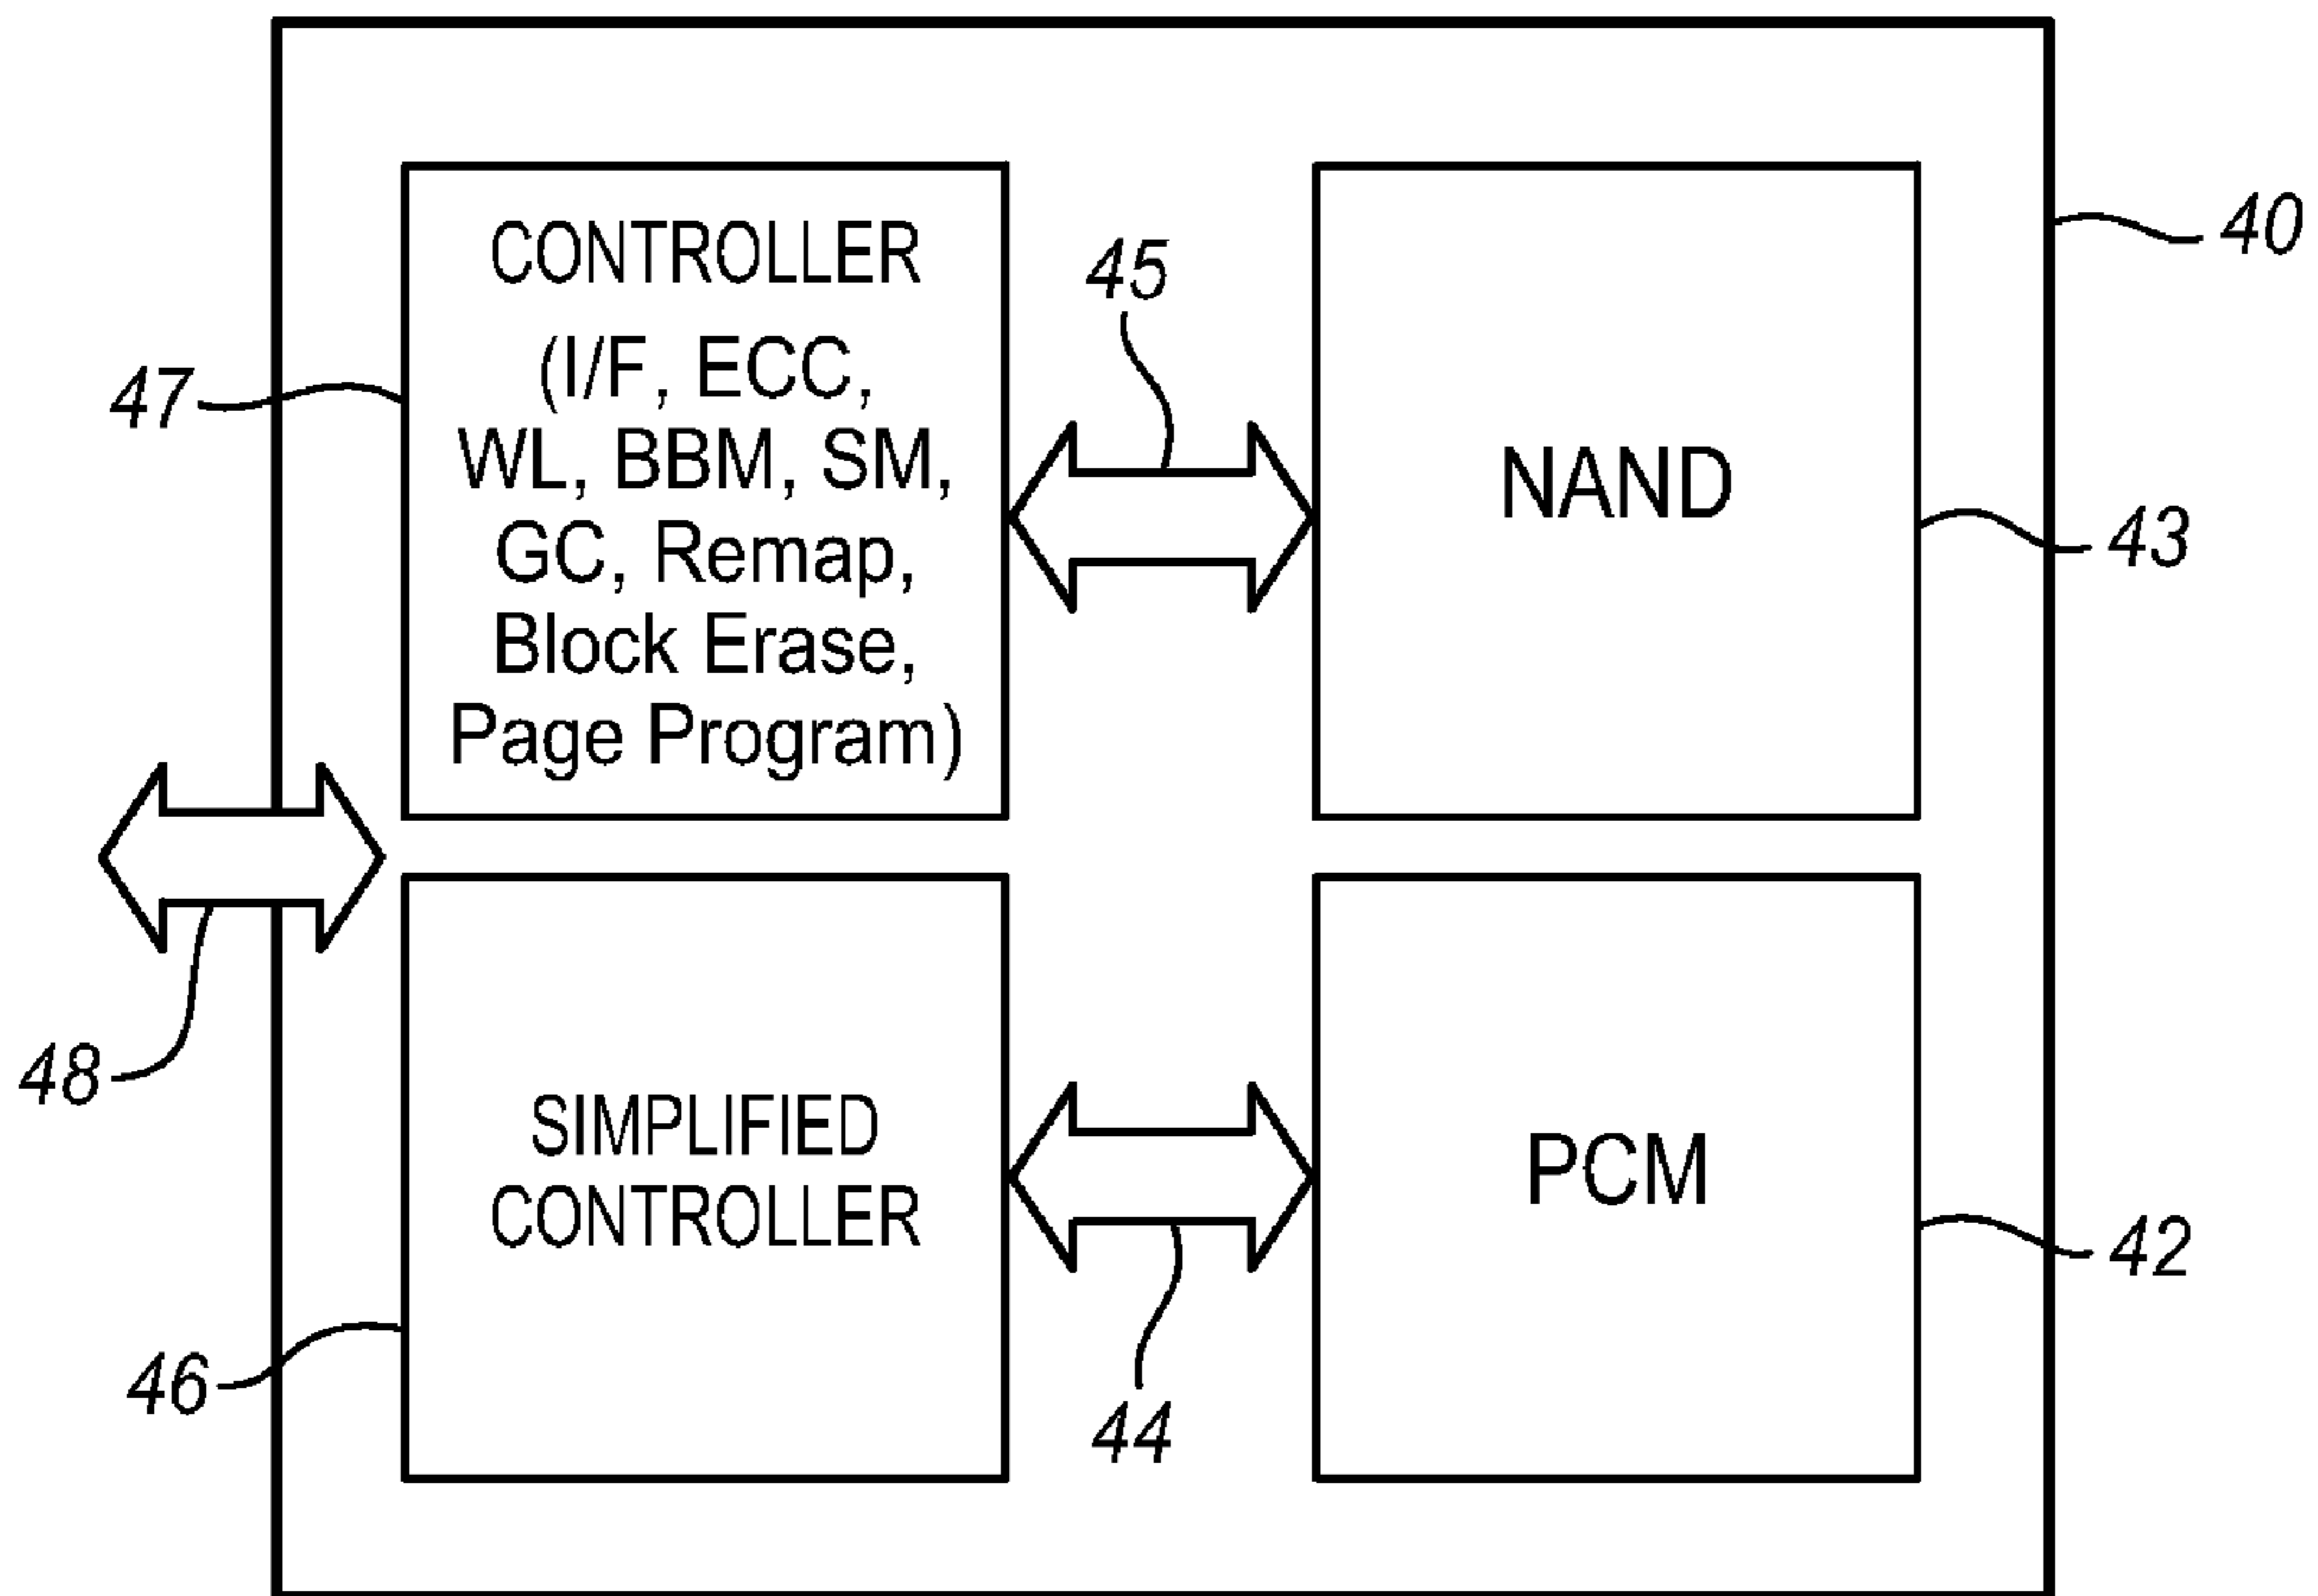 CONTROLLER
(I/F, ECC,
WL, BBM, SM,
GC, Remap,
Block Erase,
Page Program)
45
NAND
40
47
43
48
SIMPLIFIED
CONTROLLER
PCM
42
46
44